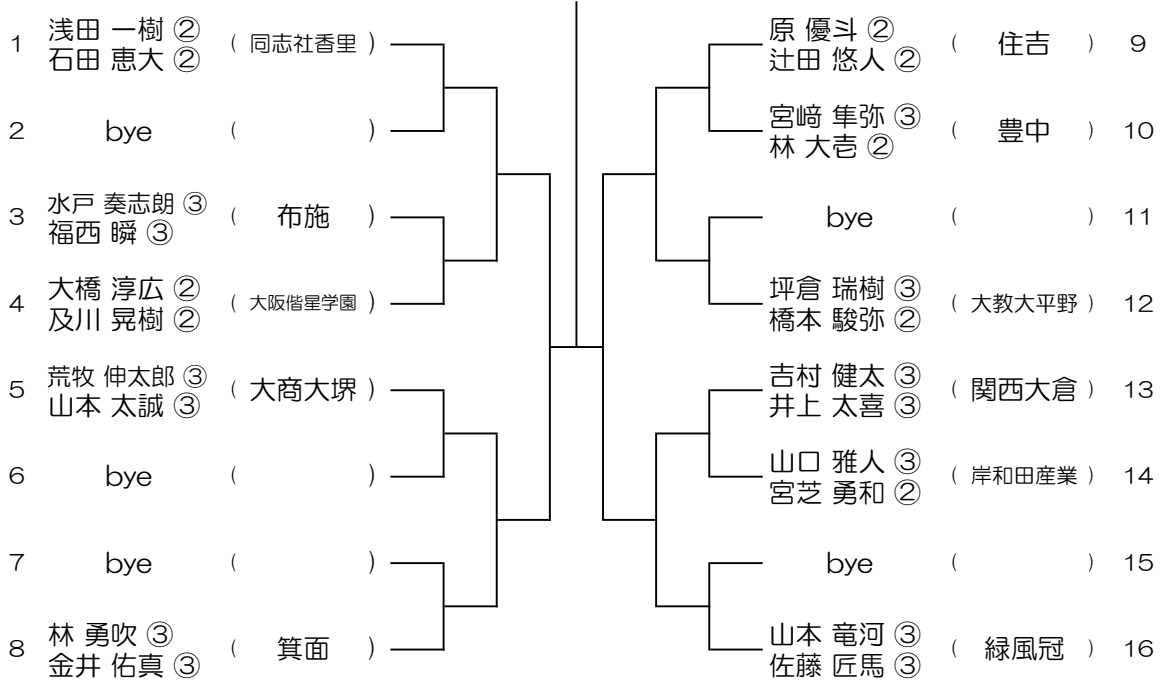 1 浅田 一樹 ② ( 同志社香里 )
石田 恵大 ②
2 bye ( )
3 水戸 奏志朗 ③ ( 布施 )
福西 瞬 ③
4 大橋 淳広 ② ( 大阪偕星学園 )
及川 晃樹 ②
5 荒牧 伸太郎 ③ ( 大商大堺 )
山本 太誠 ③
6 bye ( )
7 bye ( )
8 林 勇吹 ③ ( 箕面 )
金井 佑真 ③
原 優斗 ② ( 住吉 ) 9
辻田 悠人 ②
宮﨑 隼弥 ③ ( 豊中 ) 10
林 大壱 ②
bye ( ) 11
坪倉 瑞樹 ③ ( 大教大平野 ) 12
橋本 駿弥 ②
吉村 健太 ③ ( 関西大倉 ) 13
井上 太喜 ③
山口 雅人 ③ ( 岸和田産業 ) 14
宮芝 勇和 ②
bye ( ) 15
山本 竜河 ③ ( 緑風冠 ) 16
佐藤 匠馬 ③